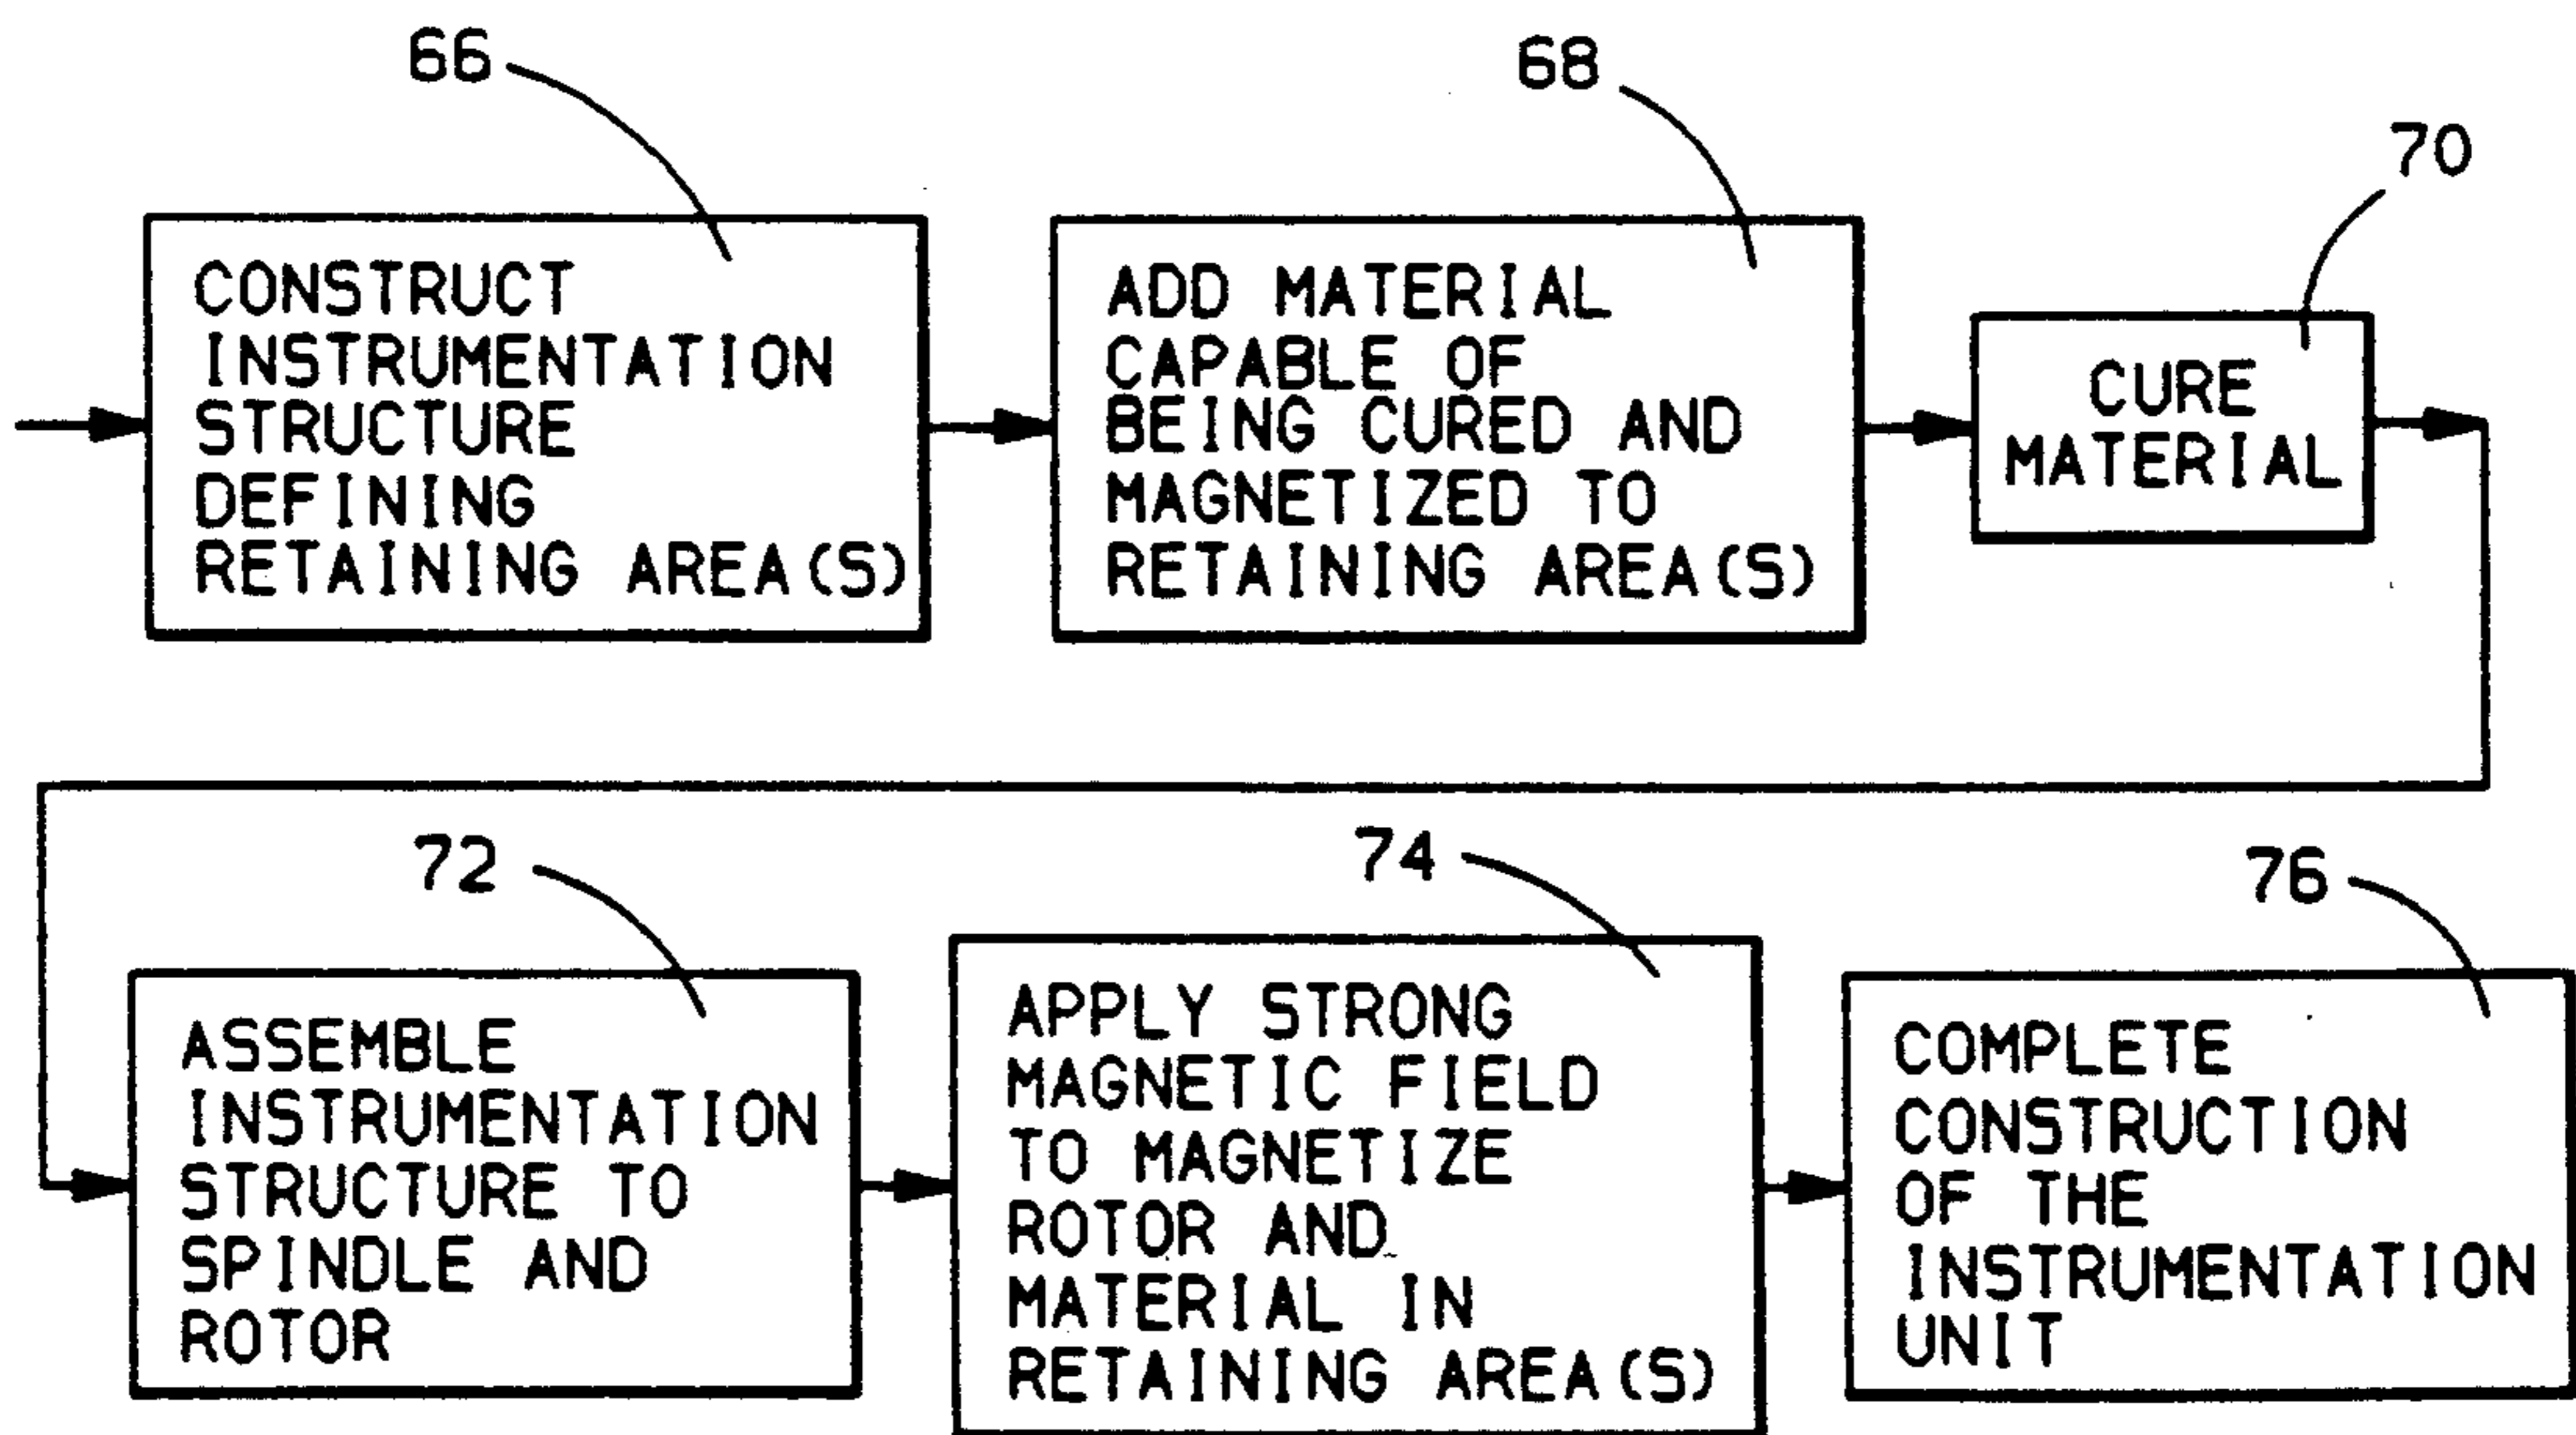 66
CONSTRUCT
INSTRUMENTATION
STRUCTURE
DEFINING
RETAINING AREA(S)
68
ADD MATERIAL
CAPABLE OF
BEING CURED AND
MAGNETIZED TO
RETAINING AREA(S)
70
CURE
MATERIAL
72
ASSEMBLE
INSTRUMENTATION
STRUCTURE TO
SPINDLE AND
ROTOR
74
APPLY STRONG
MAGNETIC FIELD
TO MAGNETIZE
ROTOR AND
MATERIAL IN
RETAINING AREA(S)
76
COMPLETE
CONSTRUCTION
OF THE
INSTRUMENTATION
UNIT